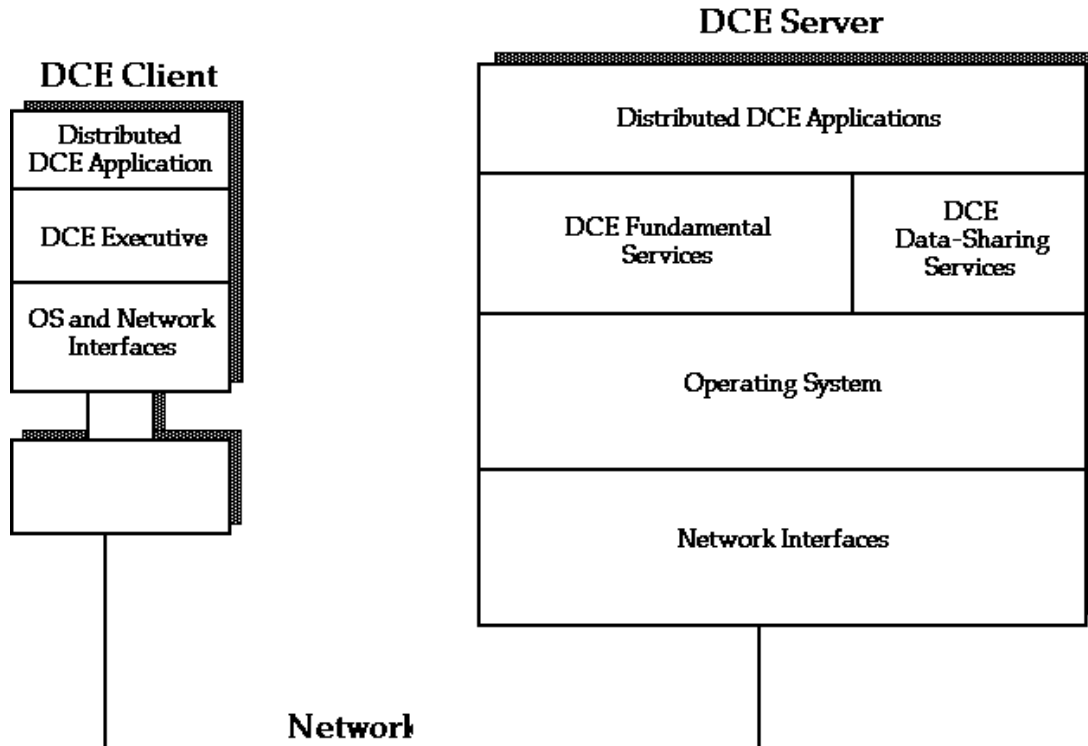 DCE Server
DCE Client
Distributed
DCE Application
DCE Executive
OS and Network
Interfaces
Distributed DCE Applications
DCE Fundamental
Services
DCE
Data-Sharing
Services
Operating System
Network Interfaces
Network